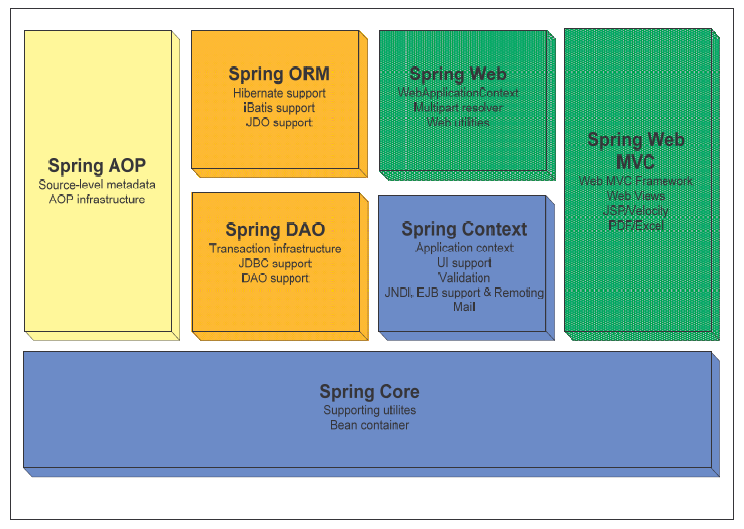 Spring AOP
Source-level metadata
AOP infrastructure
Spring ORM
Hibernate support
iBatis support
JDO support
Spring DAO
Transaction infrastructure
JDBC support
DAO support
Spring Web
WebApplicationContext
Multipart resolver
Web utilities
Spring Context
Application context
UI support
Validation
JNDI, EJB support & Remoting
Mail
Spring Web
MVC
Web MVC Framework
Web Views
JSP/Velocity
PDF/Excel
Spring Core
Supporting utilites
Bean container